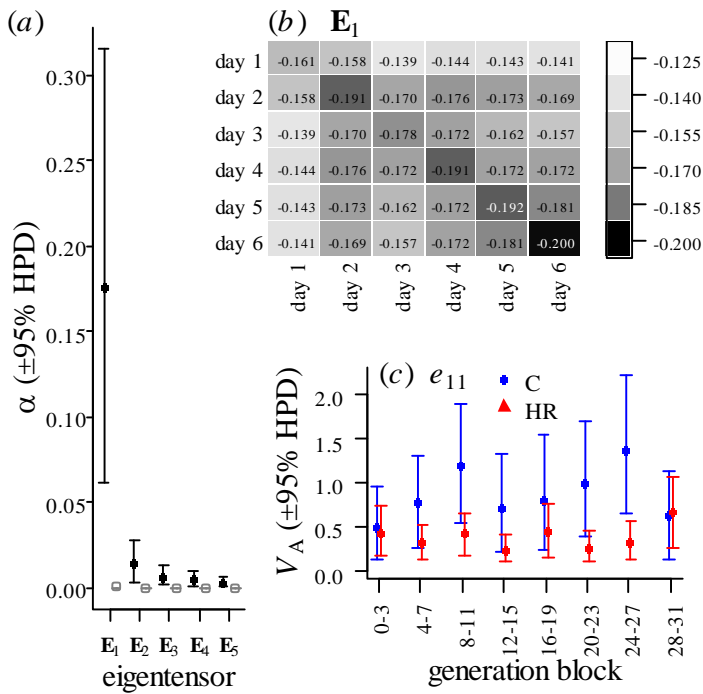 (a)
α (±95% HPD)
0.30
0.25
0.20
0.15
0.10
0.05
0.00
E1 E2 E3 E4 E5
eigentensor
(b) E1
day 1 -0.161 -0.158 -0.139 -0.144 -0.143 -0.141
day 2 -0.158 -0.191 -0.170 -0.176 -0.173 -0.169
day 3 -0.139 -0.170 -0.178 -0.172 -0.162 -0.157
day 4 -0.144 -0.176 -0.172 -0.191 -0.172 -0.172
day 5 -0.143 -0.173 -0.162 -0.172 -0.192 -0.181
day 6 -0.141 -0.169 -0.157 -0.172 -0.181 -0.200
day 1 day 2 day 3 day 4 day 5 day 6
-0.125
-0.140
-0.155
-0.170
-0.185
-0.200
(c) e11
C
HR
VA (±95% HPD)
2.0
1.5
1.0
0.5
0.0
0-3 4-7 8-11 12-15 16-19 20-23 24-27 28-31
generation block